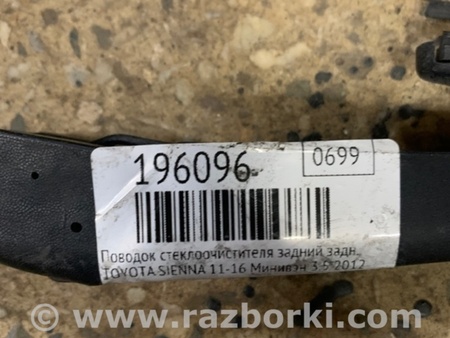 196096
0699
Поводок стеклоочистителя задний задн.
TOYOTA SIENNA 11-16 Минивэн 3.5 2012
www.razborki.com